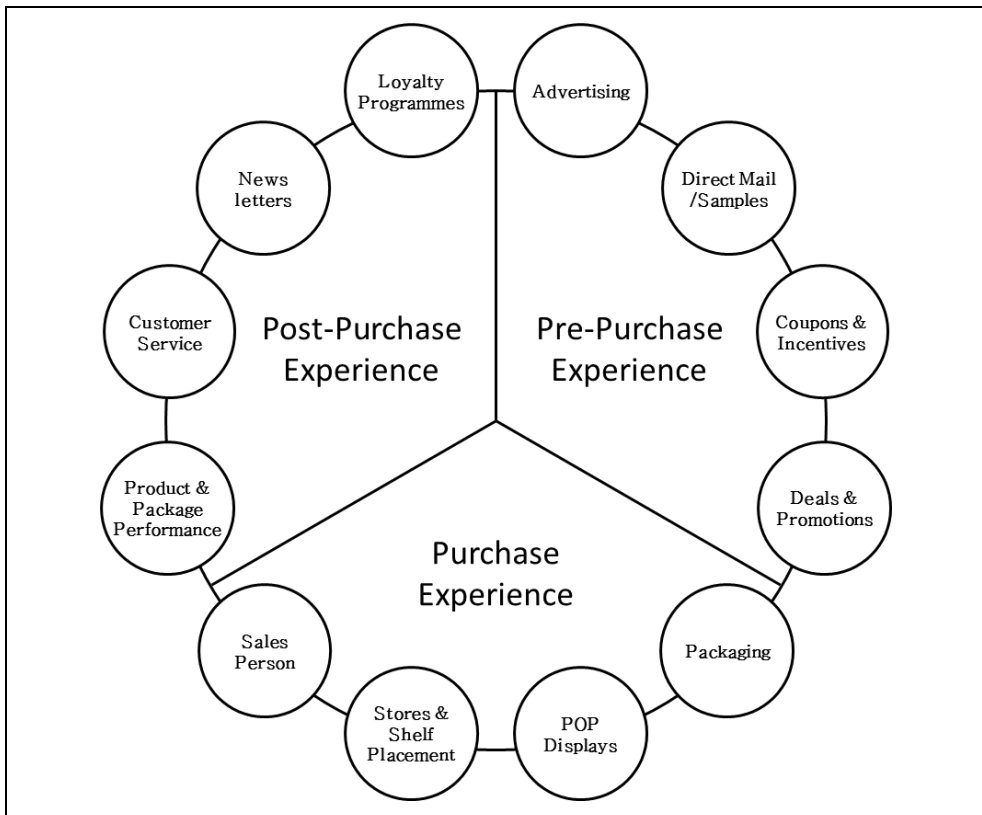 Loyalty
Programmes
Advertising
News
letters
Direct Mail
/Samples
Customer
Service
Post-Purchase
Experience
Pre-Purchase
Experience
Coupons &
Incentives
Product &
Package
Performance
Deals &
Promotions
Purchase
Experience
Sales
Person
Packaging
Stores &
Shelf
Placement
POP
Displays